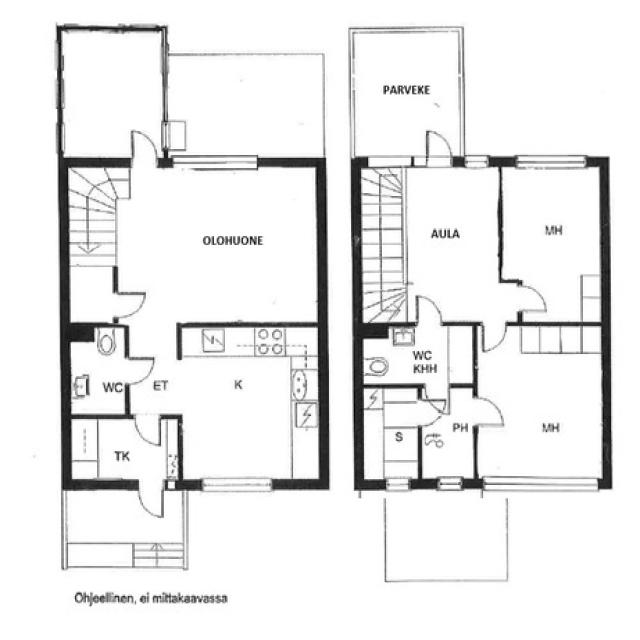 PARVEKE
OLOHUONE
AULA
MH
WC
ET
K
WC
KHH
TK
S
PH
MH
Ohjeellinen, ei mittakaavassa